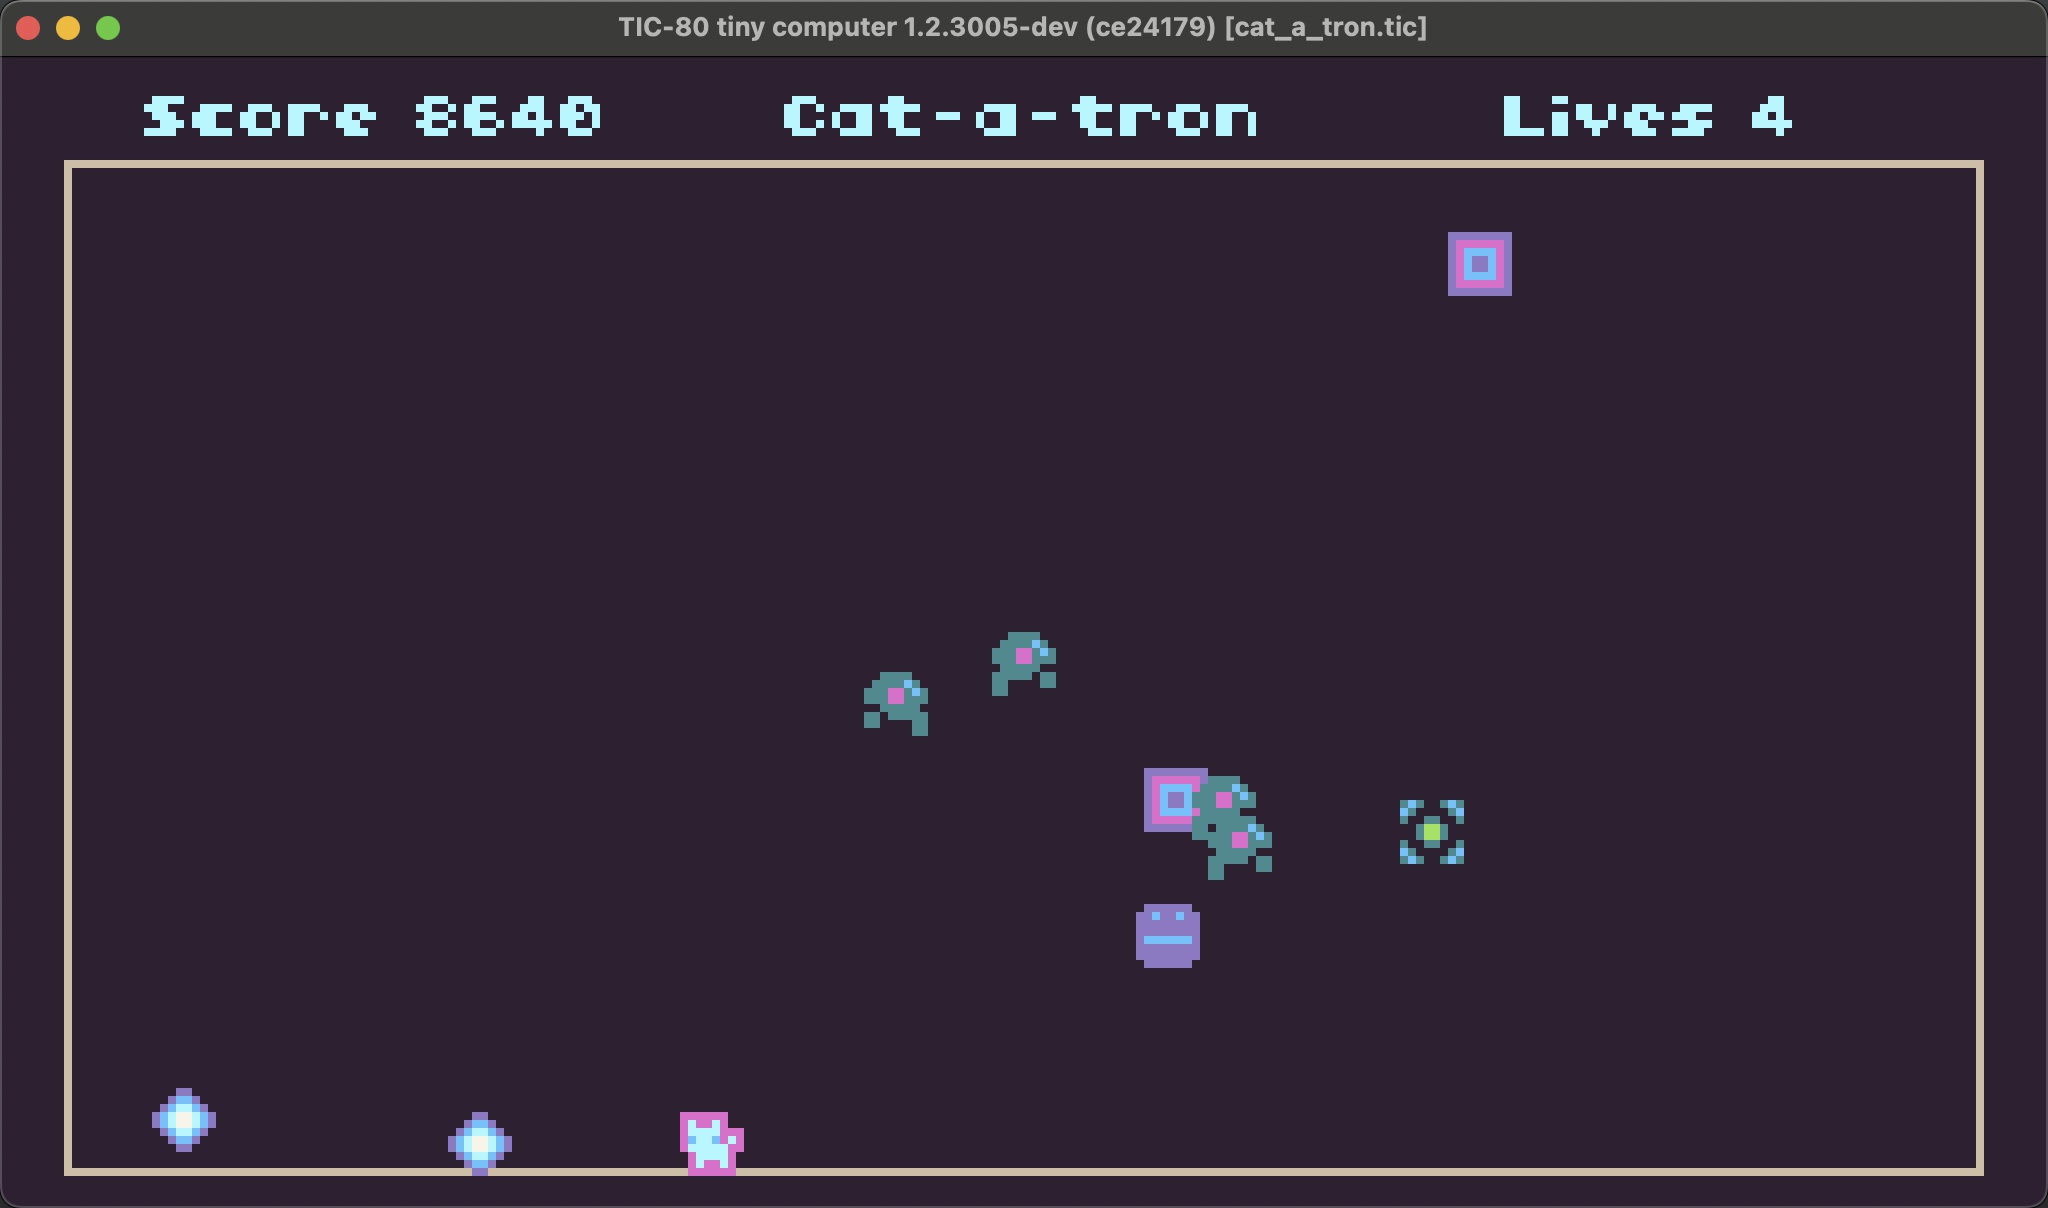 TIC-80 tiny computer 1.2.3005-dev (ce24179) [cat_a_tron.tic]
Score 8640 Cat-a-tron Lives 4